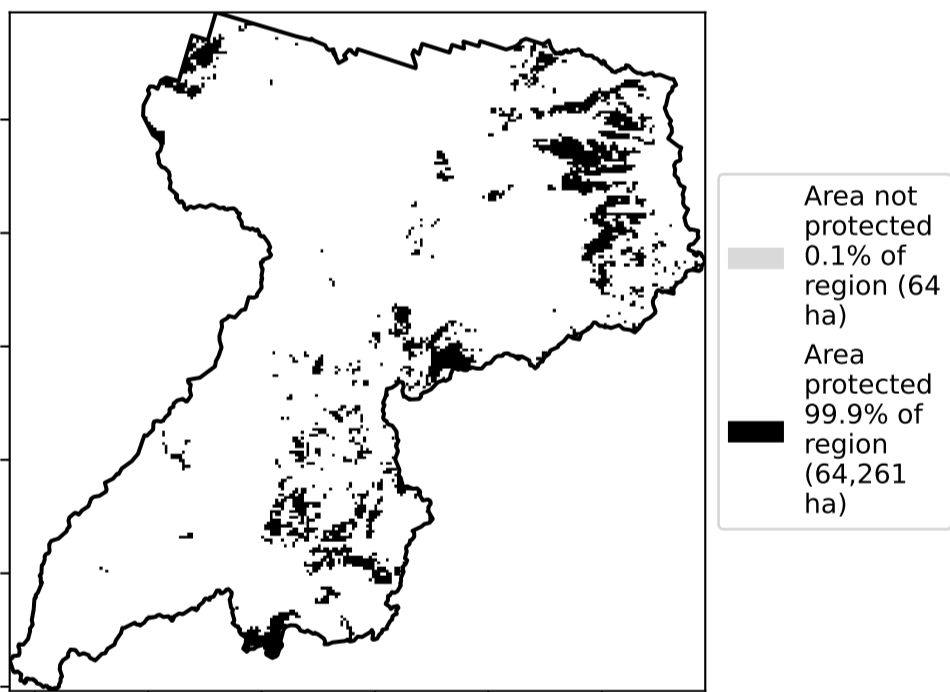 Area not
protected
0.1% of
region (64
ha)
Area
protected
99.9% of
region
(64,261
ha)